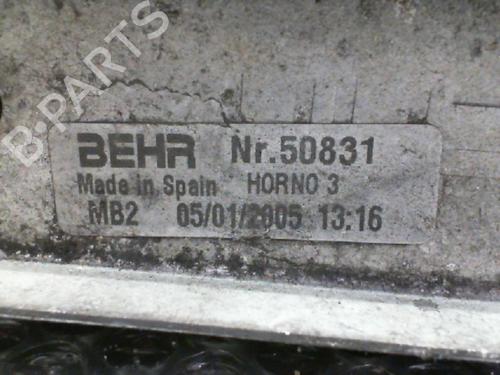 B-PARTS
BEHR Nr.50831
Made in Spain HORNO 3
MB2 05/01/2005 13:16